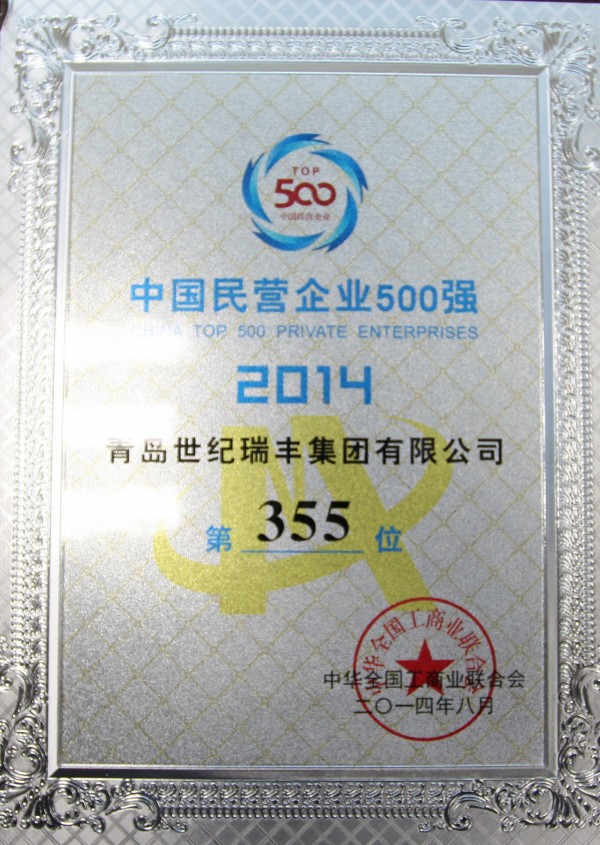 TOP
500
中国民营企业
中国民营企业500强
CHINA TOP 500 PRIVATE ENTERPRISES
2014
青岛世纪瑞丰集团有限公司
第 355 位
中华全国工商业联合会
中华全国工商业联合会
二〇一四年八月